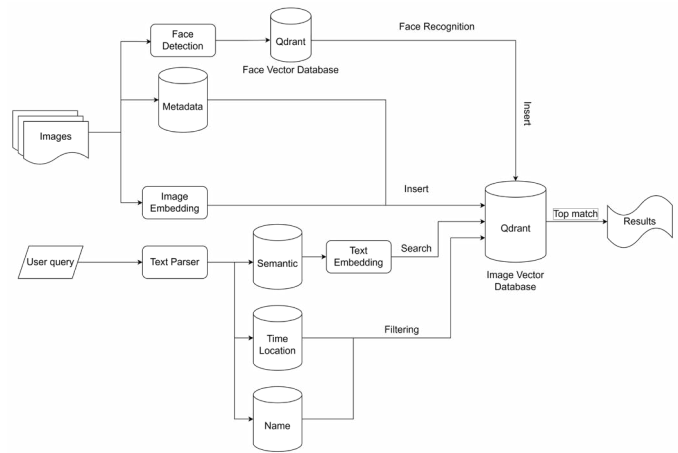 Face
Detection
Qdrant
Face Vector Database
Face Recognition
Metadata
Images
Insert
Image
Embedding
Insert
Qdrant
Image Vector
Database
Top match
Results
User query
Text Parser
Semantic
Text
Embedding
Search
Time
Location
Filtering
Name